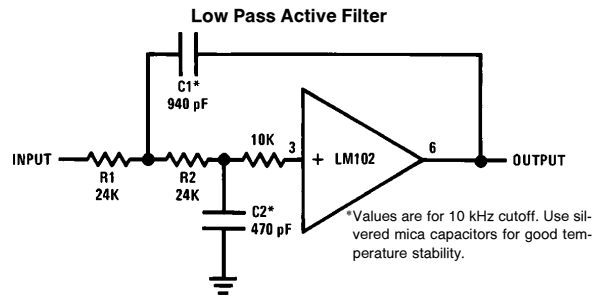 Low Pass Active Filter
C1*
940 pF
10K
3
6
INPUT
+
LM102
OUTPUT
R1
24K
R2
24K
C2*
470 pF
*Values are for 10 kHz cutoff. Use sil-
vered mica capacitors for good tem-
perature stability.